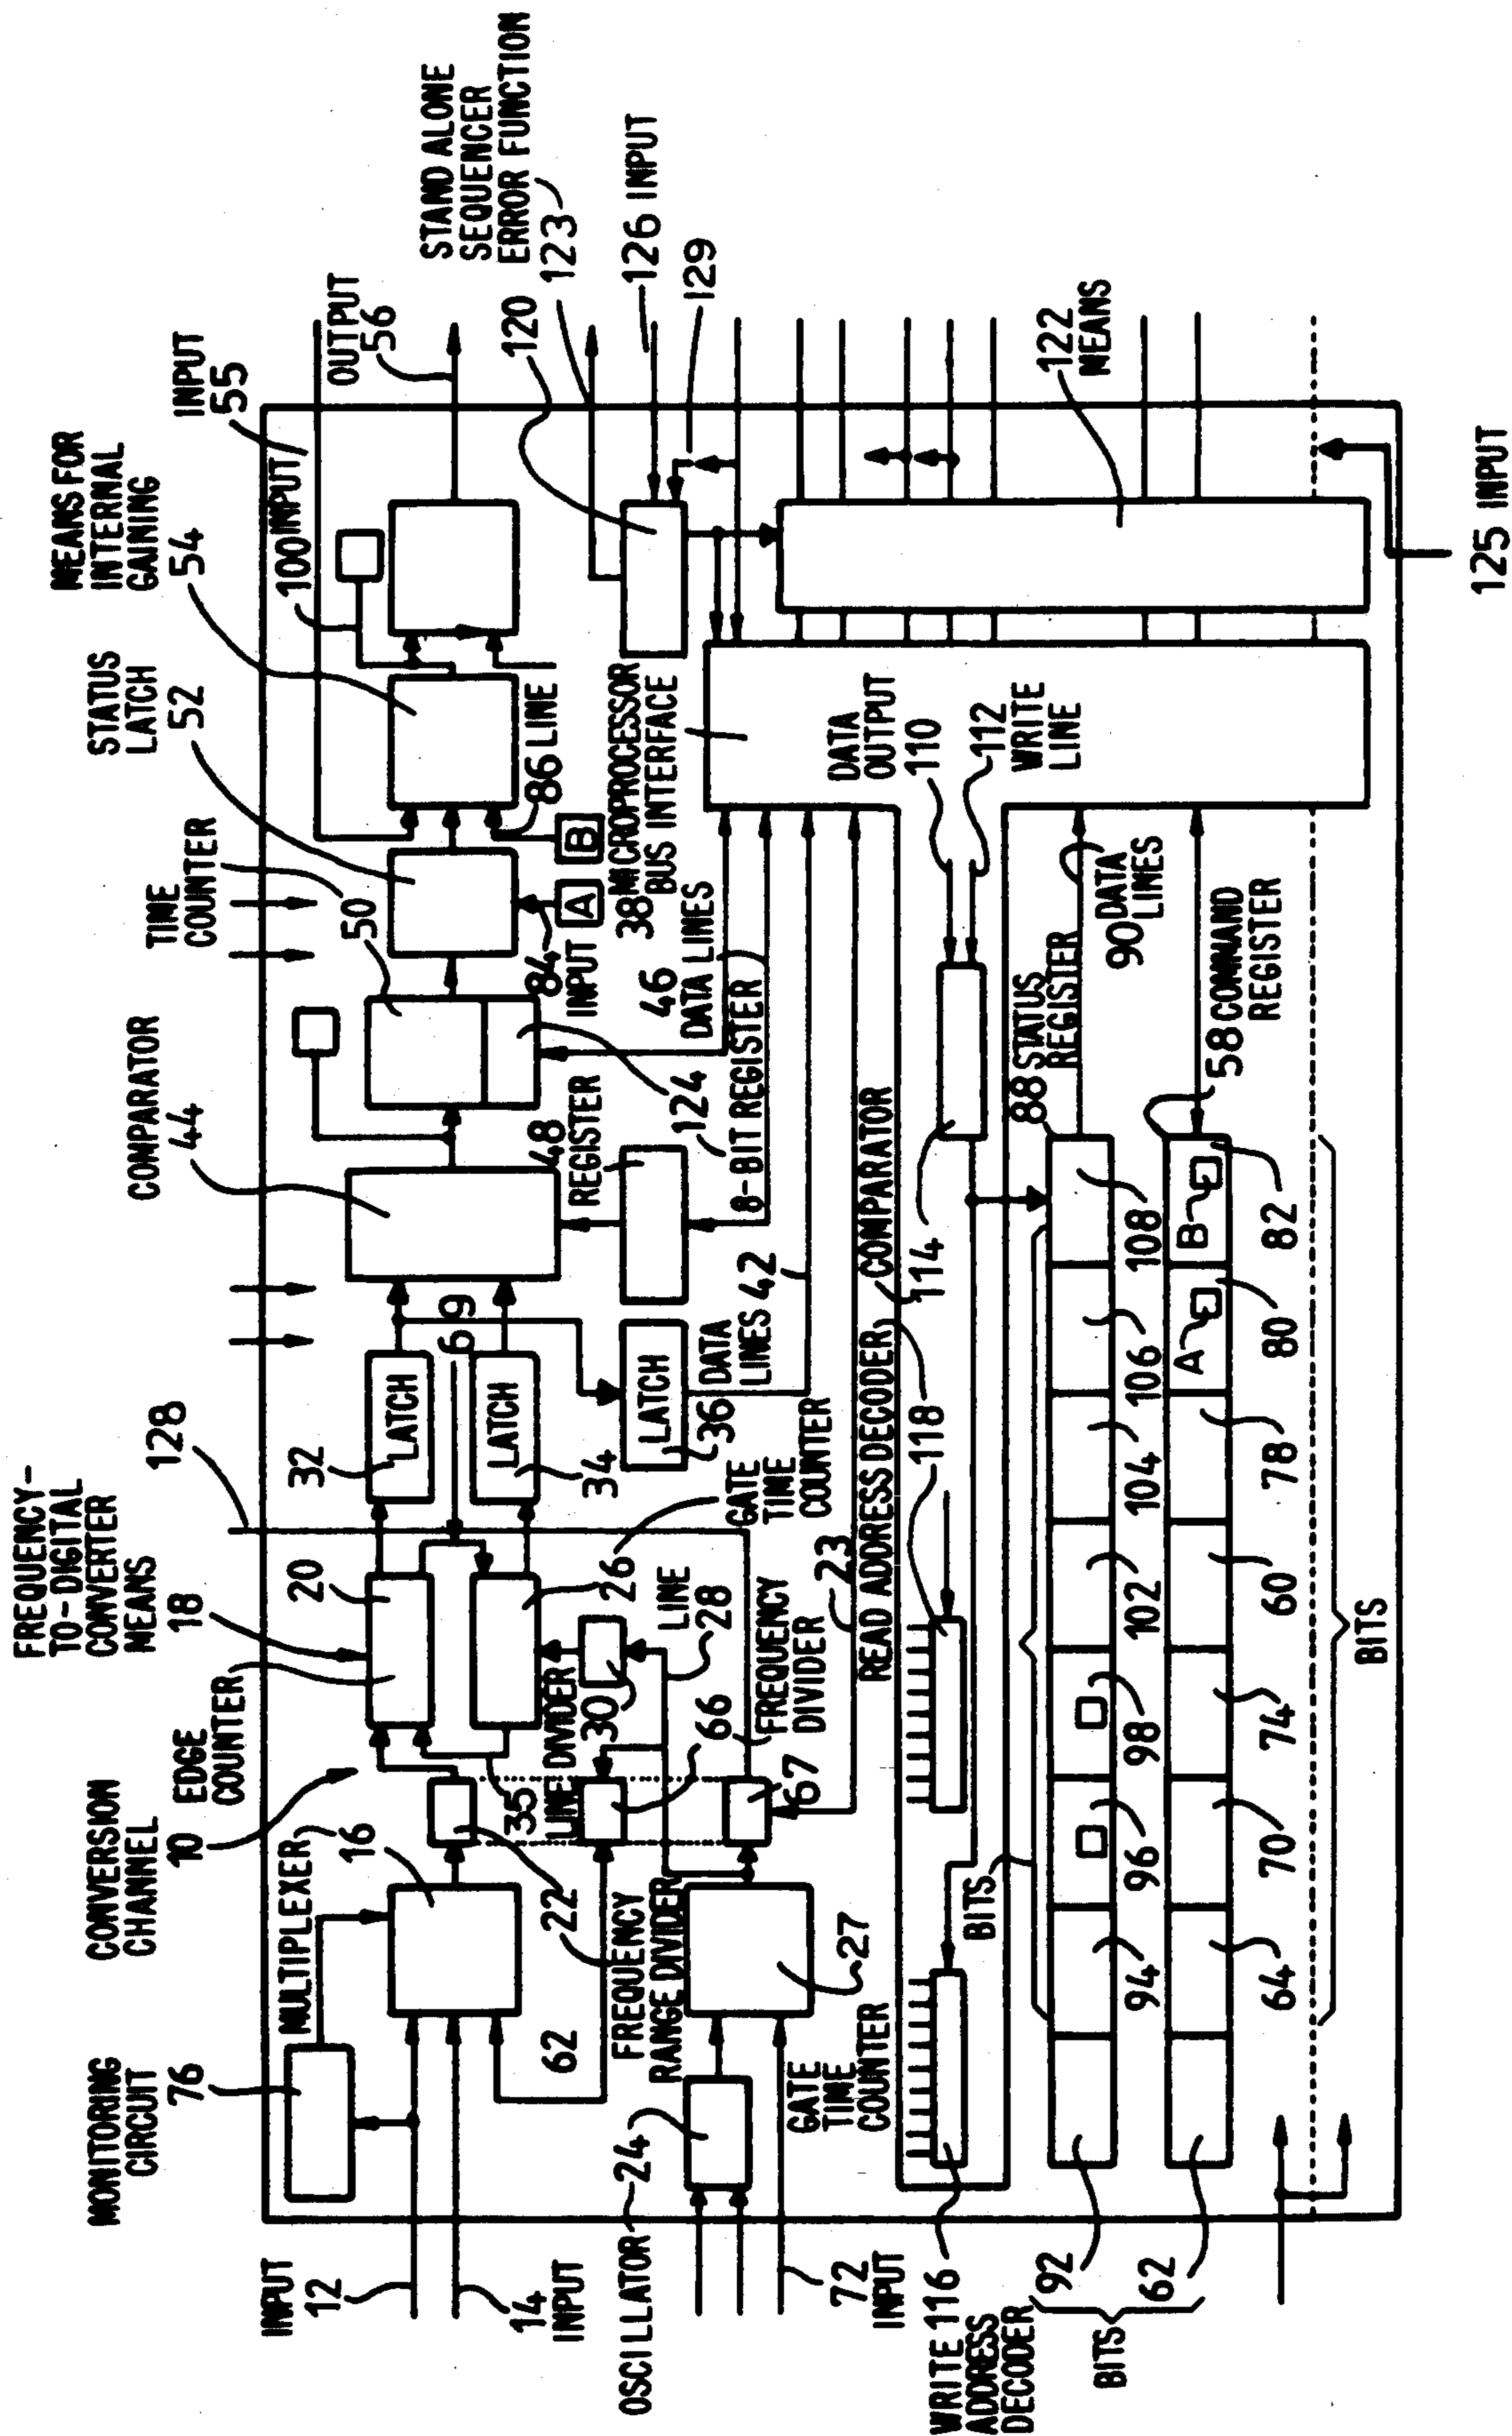 INPUT
12
14
INPUT
MONITORING
CIRCUIT
76
MULTIPLEXER
16
CONVERSION
CHANNEL
10
EDGE
COUNTER
FREQUENCY-
TO-DIGITAL
CONVERTER
MEANS
18
20
128
32
LATCH
69
LATCH
34
LATCH
36
DATA
LINES 42
COMPARATOR
44
48
REGISTER
TIME
COUNTER
50
124
8-BIT REGISTER
STATUS
LATCH
52
84
INPUT
A
46
DATA LINES
MEANS FOR
INTERNAL
GAINING
54
86 LINE
B
100 INPUT
INPUT
55
OUTPUT
56
STAND ALONE
SEQUENCER
ERROR FUNCTION
123
120
126 INPUT
129
38 MICROPROCESSOR
BUS INTERFACE
122
MEANS
125 INPUT
OSCILLATOR
24
72
INPUT
22
62
FREQUENCY
RANGE DIVIDER
27
GATE
TIME
COUNTER
35
LINE
DIVIDER
30
26
GATE
TIME
COUNTER
LINE
28
66
FREQUENCY
DIVIDER
67
23
READ ADDRESS DECODER
118
COMPARATOR
114
DATA
OUTPUT
110
112
WRITE
LINE
WRITE 116
ADDRESS
DECODER
BITS
88 STATUS
REGISTER
90 DATA
LINES
58 COMMAND
REGISTER
92
94
96
98
102
104
106
108
62
64
70
74
60
78
A
80
B
82
BITS
BITS